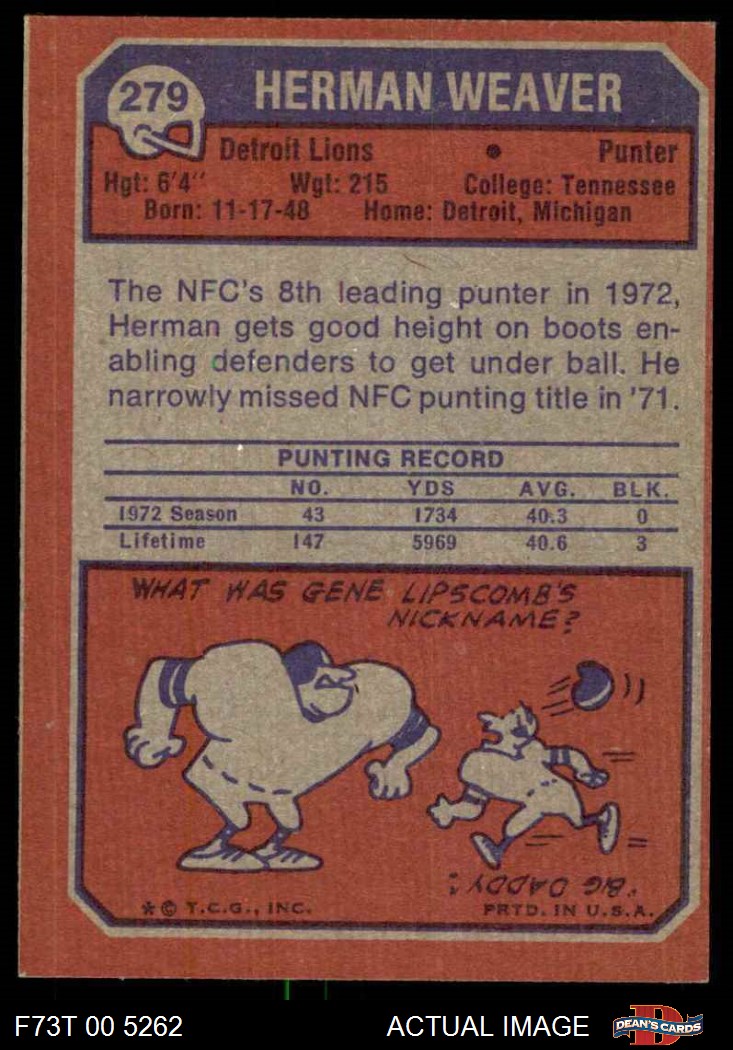 279
HERMAN WEAVER
Detroit Lions • Punter
Hgt: 6'4" Wgt: 215 College: Tennessee
Born: 11-17-48 Home: Detroit, Michigan
The NFC's 8th leading punter in 1972,
Herman gets good height on boots en-
abling defenders to get under ball. He
narrowly missed NFC punting title in '71.
PUNTING RECORD
NO. YDS AVG. BLK.
1972 Season 43 1734 40.3 0
Lifetime 147 5969 40.6 3
WHAT WAS GENE LIPSCOMB'S
NICKNAME?
"BIG DADDY"
* © T.C.G., INC. PRTD. IN U.S.A.
F73T 00 5262 ACTUAL IMAGE D DEAN'S CARDS